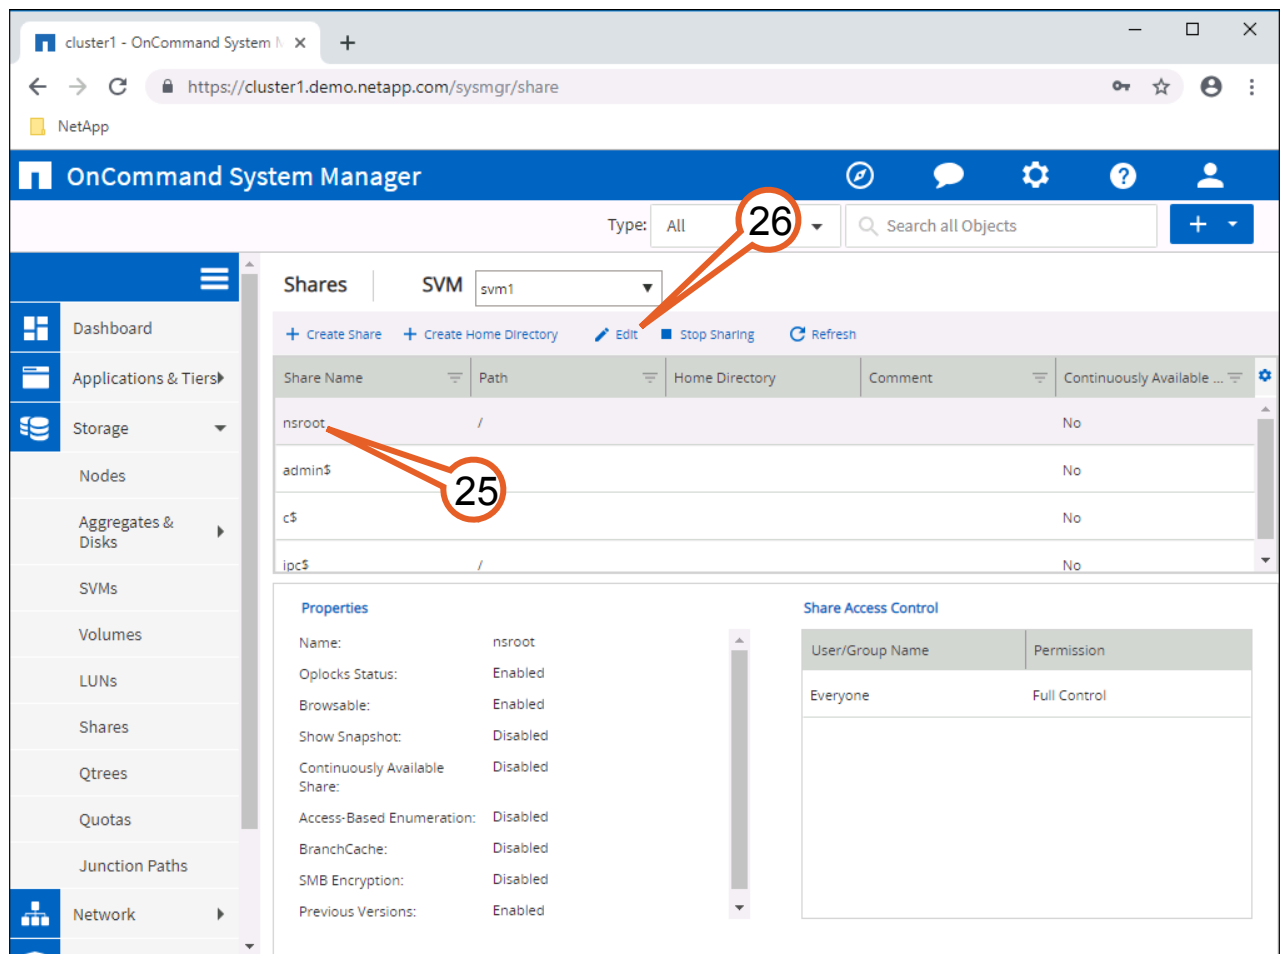 cluster1 - OnCommand System M
https://cluster1.demo.netapp.com/sysmgr/share
NetApp
OnCommand System Manager
Type: All
Search all Objects
26
Shares SVM svm1
Dashboard
Applications & Tiers
Storage
Nodes
Aggregates &
Disks
SVMs
Volumes
LUNs
Shares
Qtrees
Quotas
Junction Paths
Network
Create Share Create Home Directory Edit Stop Sharing Refresh
Share Name Path Home Directory Comment Continuously Available ...
nsroot / No
25
admin$ No
c$ No
ipc$ / No
Properties
Name: nsroot
Oplocks Status: Enabled
Browsable: Enabled
Show Snapshot: Disabled
Continuously Available Disabled
Share:
Access-Based Enumeration: Disabled
BranchCache: Disabled
SMB Encryption: Disabled
Previous Versions: Enabled
Share Access Control
User/Group Name Permission
Everyone Full Control